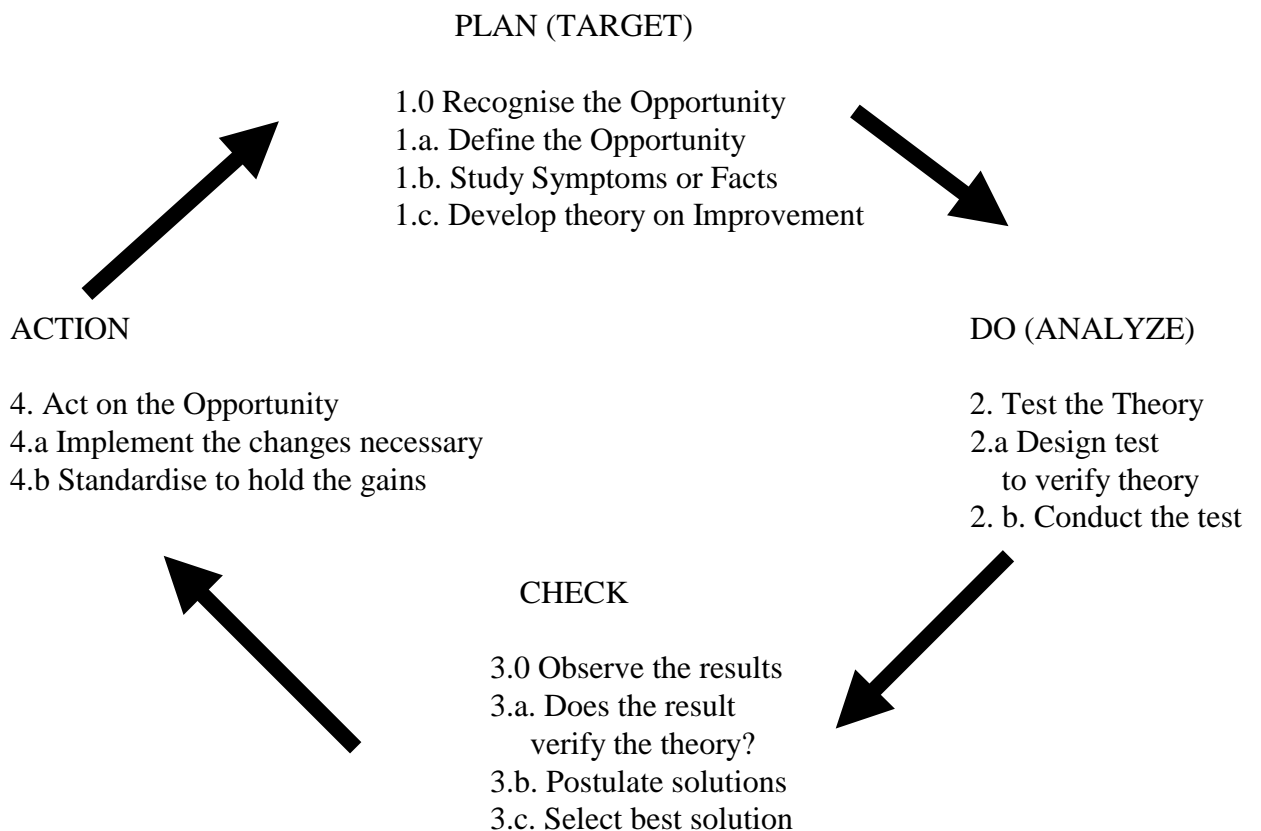 PLAN (TARGET)
1.0 Recognise the Opportunity
1.a. Define the Opportunity
1.b. Study Symptoms or Facts
1.c. Develop theory on Improvement
DO (ANALYZE)
2. Test the Theory
2.a Design test
to verify theory
2. b. Conduct the test
CHECK
3.0 Observe the results
3.a. Does the result
verify the theory?
3.b. Postulate solutions
3.c. Select best solution
ACTION
4. Act on the Opportunity
4.a Implement the changes necessary
4.b Standardise to hold the gains